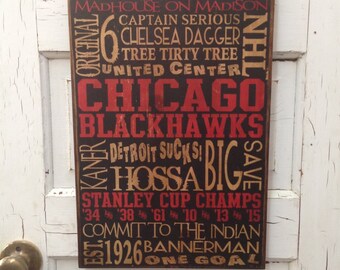 MADHOUSE ON MADISON
ORIGINAL
6
CAPTAIN SERIOUS
CHELSEA DAGGER
TREE TIRTY TREE
NHL
UNITED CENTER
CHICAGO
BLACKHAWKS
KANER
DETROIT SUCKS!
HOSSA
BIG
SAVE
STANLEY CUP CHAMPS
'34 '38 '61 '10 '13 '15
COMMIT TO THE INDIAN
EST. 1926 BANNERMAN
ONE GOAL